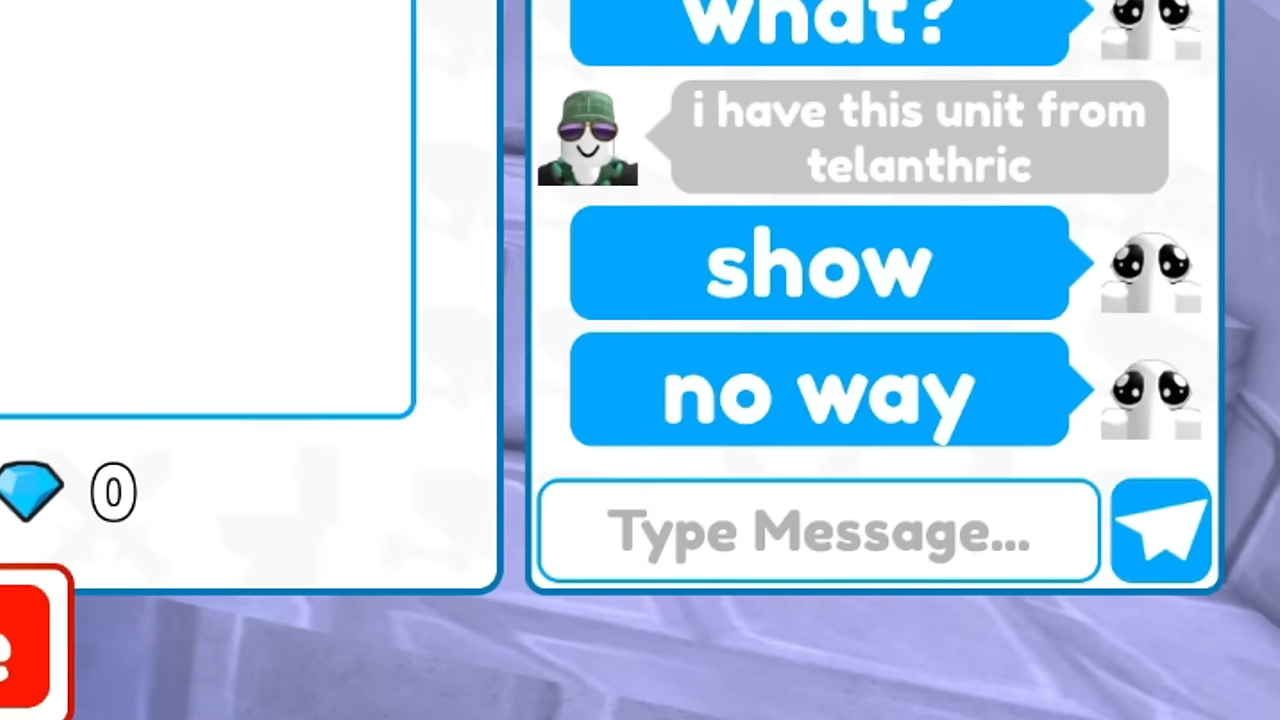 what?
i have this unit from
telanthric
show
no way
0
Type Message...
e